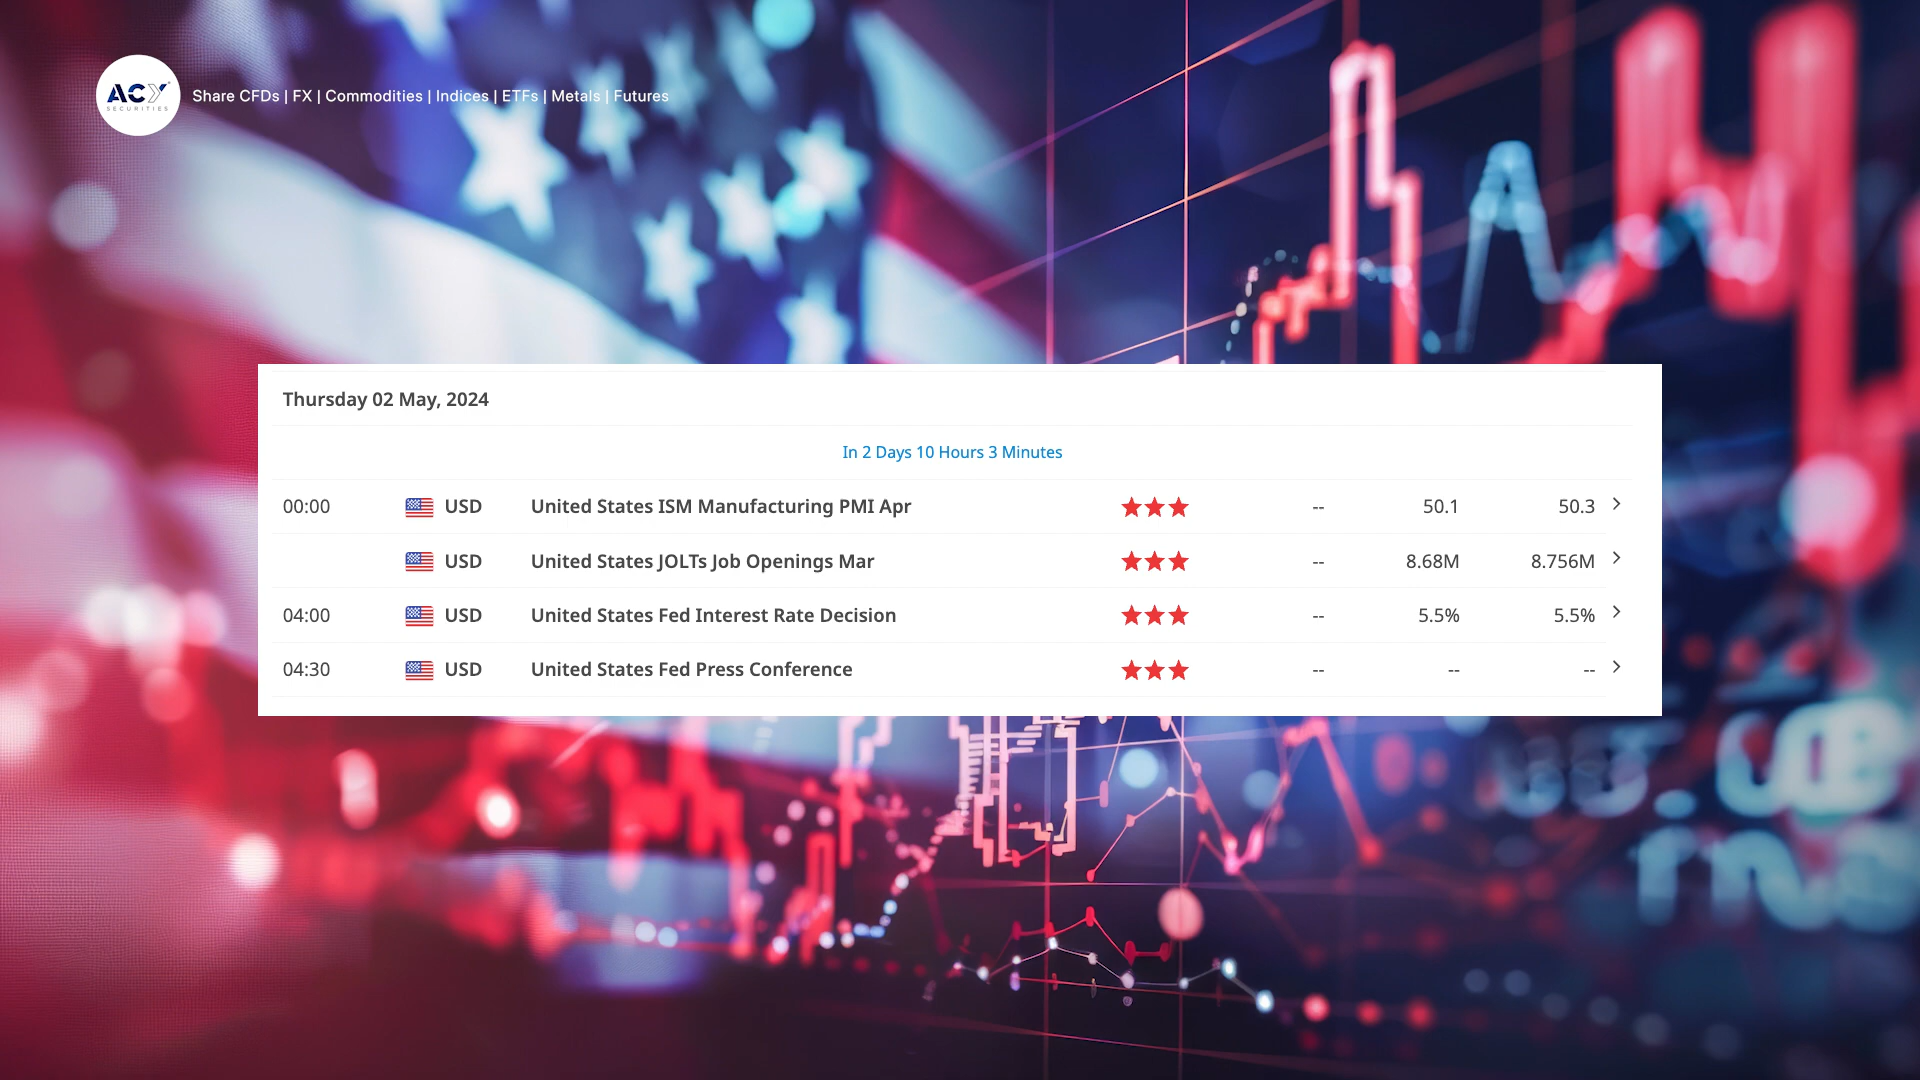 ACY
SECURITIES
Share CFDs | FX | Commodities | Indices | ETFs | Metals | Futures
Thursday 02 May, 2024
In 2 Days 10 Hours 3 Minutes
00:00 USD United States ISM Manufacturing PMI Apr -- 50.1 50.3
USD United States JOLTs Job Openings Mar -- 8.68M 8.756M
04:00 USD United States Fed Interest Rate Decision -- 5.5% 5.5%
04:30 USD United States Fed Press Conference -- -- --